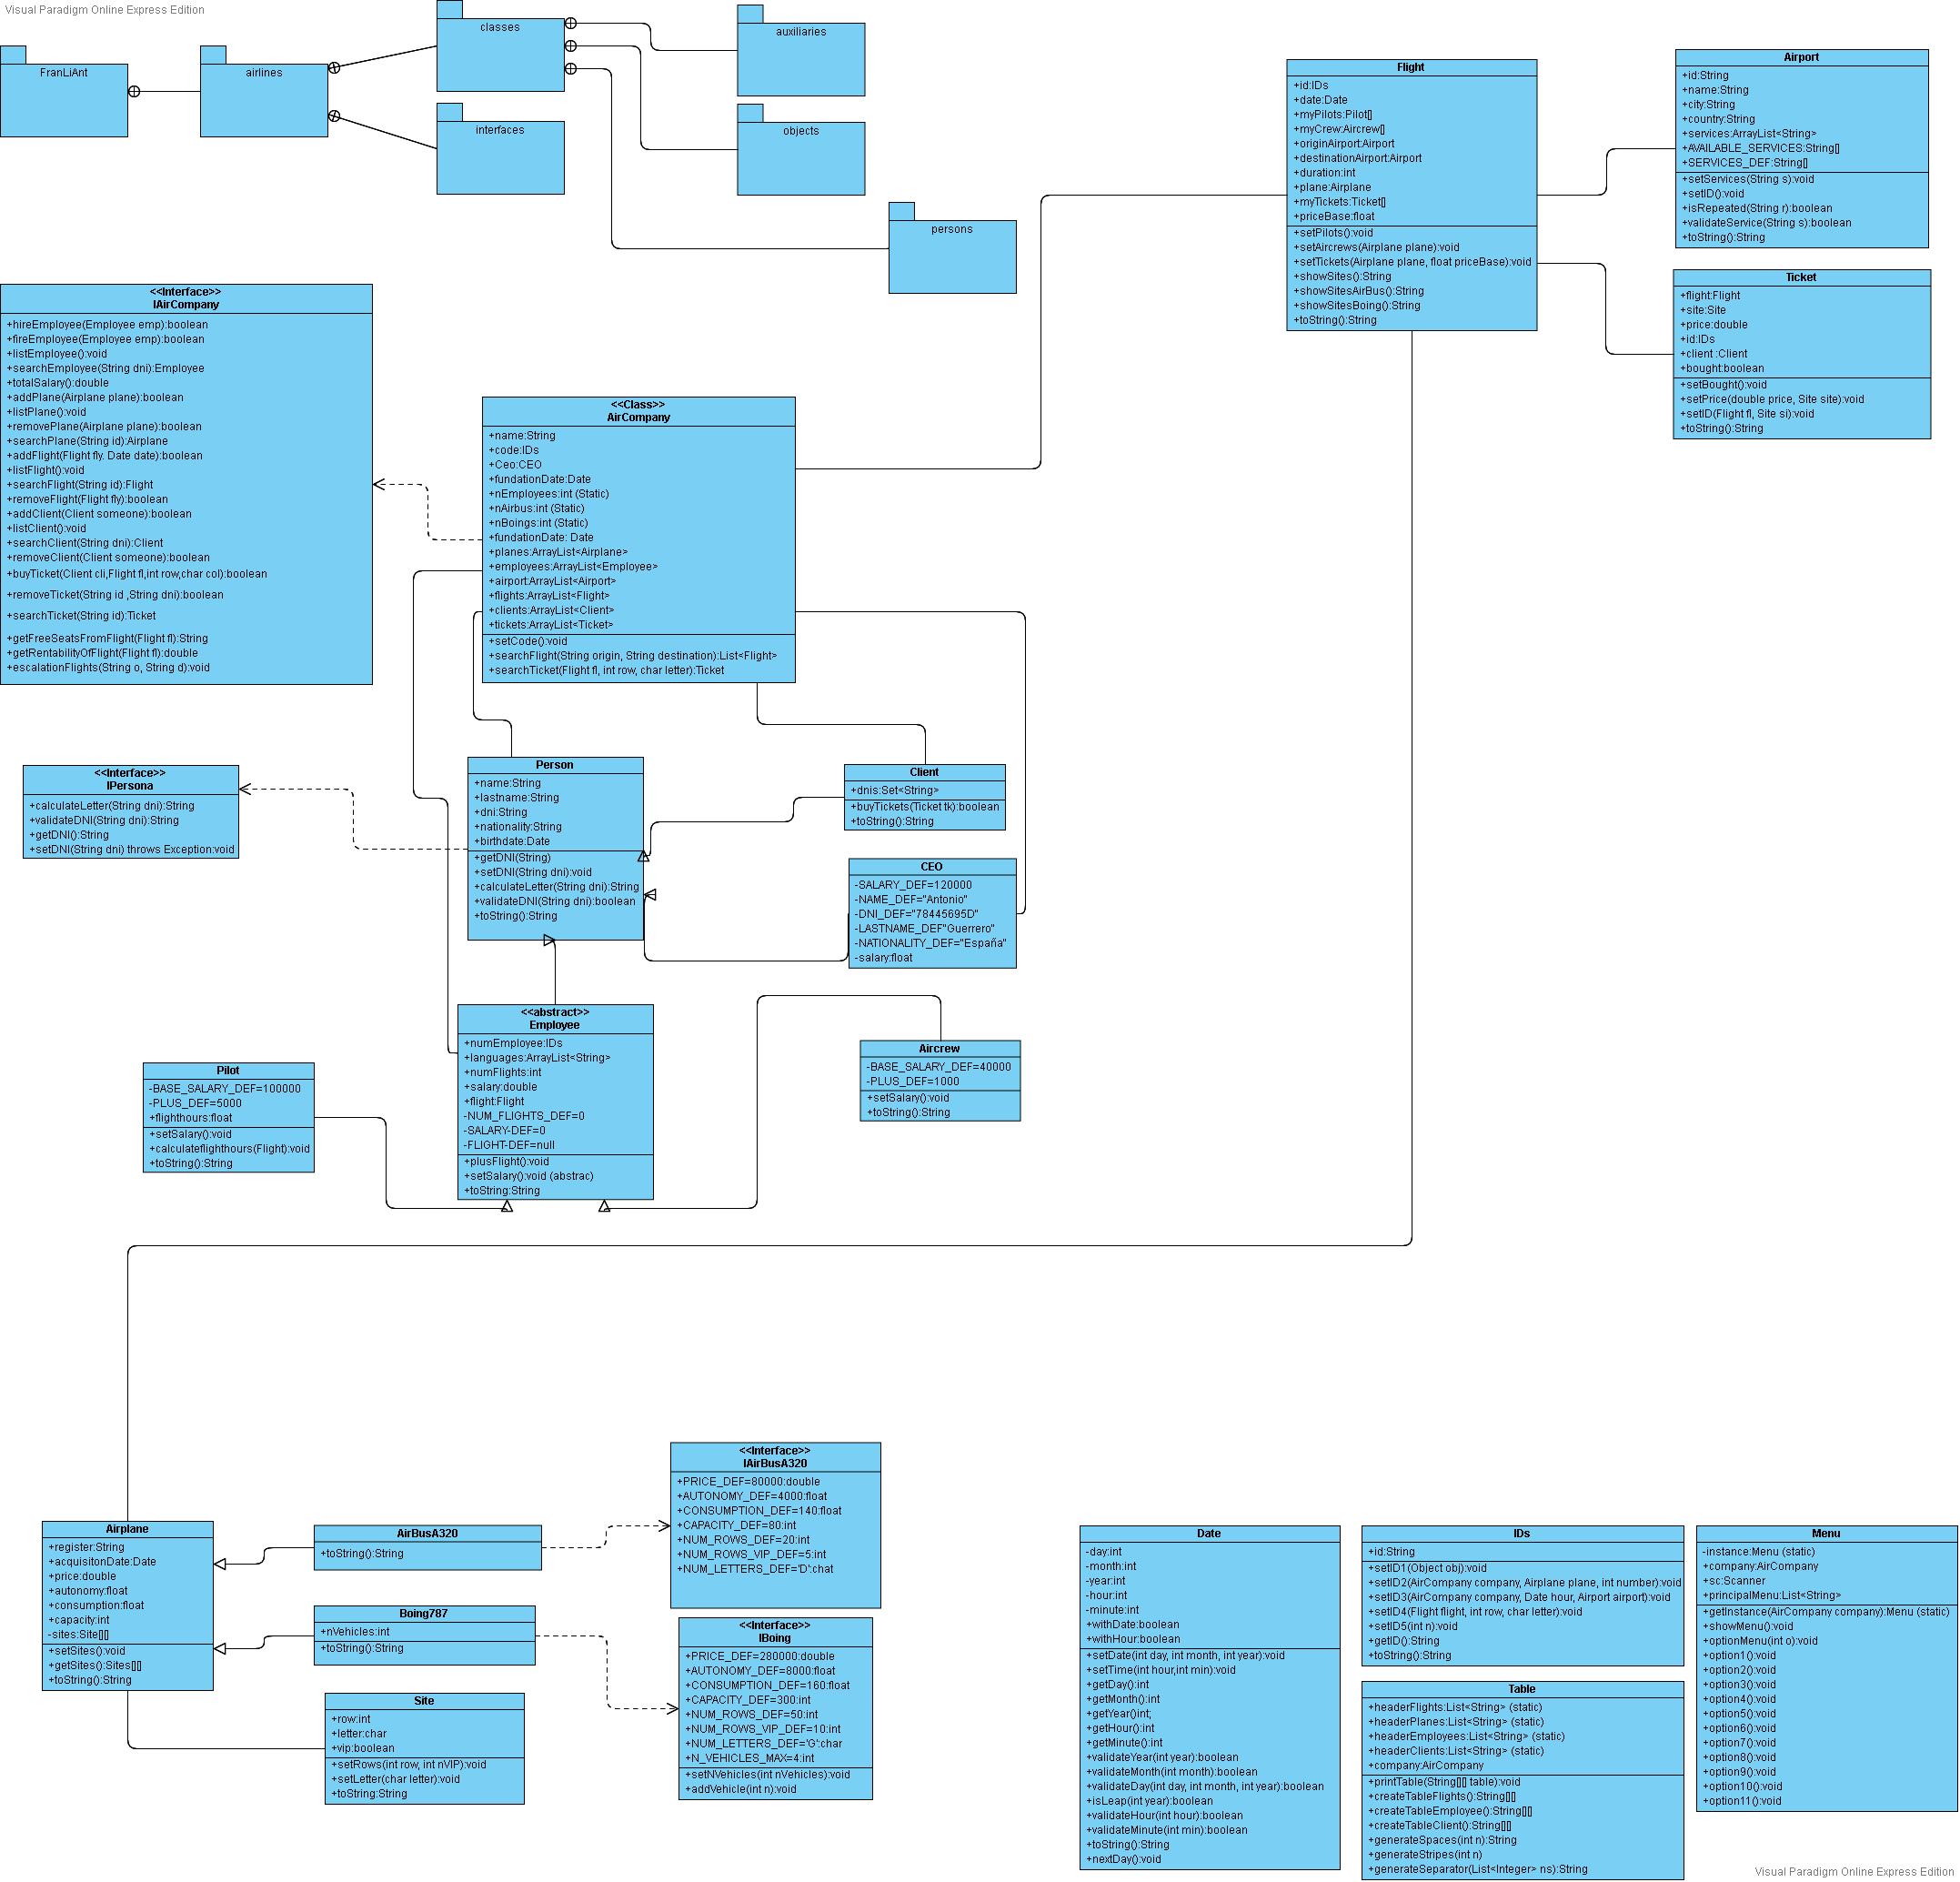 Visual Paradigm Online Express Edition
FranLiAnt
airlines
classes
interfaces
auxiliaries
objects
persons
Flight
+id:IDs
+date:Date
+myPilots:Pilot[]
+myCrew:Aircrew[]
+originAirport:Airport
+destinationAirport:Airport
+duration:int
+plane:Airplane
+myTickets:Ticket[]
+priceBase:float
+setPilots():void
+setAircrews(Airplane plane):void
+setTickets(Airplane plane, float priceBase):void
+showSites():String
+showSitesAirBus():String
+showSitesBoing():String
+toString():String
Airport
+id:String
+name:String
+city:String
+country:String
+services:ArrayList<String>
+AVAILABLE_SERVICES:String[]
+SERVICES_DEF:String[]
+setServices(String s):void
+setID():void
+isRepeated(String r):boolean
+validateService(String s):boolean
+toString():String
Ticket
+flight:Flight
+site:Site
+price:double
+id:IDs
+client :Client
+bought:boolean
+setBought():void
+setPrice(double price, Site site):void
+setID(Flight fl, Site si):void
+toString():String
<<Interface>>
IAirCompany
+hireEmployee(Employee emp):boolean
+fireEmployee(Employee emp):boolean
+listEmployee():void
+searchEmployee(String dni):Employee
+totalSalary():double
+addPlane(Airplane plane):boolean
+listPlane():void
+removePlane(Airplane plane):boolean
+searchPlane(String id):Airplane
+addFlight(Flight fly. Date date):boolean
+listFlight():void
+searchFlight(String id):Flight
+removeFlight(Flight fly):boolean
+addClient(Client someone):boolean
+listClient():void
+searchClient(String dni):Client
+removeClient(Client someone):boolean
+buyTicket(Client cli,Flight fl,int row,char col):boolean
+removeTicket(String id ,String dni):boolean
+searchTicket(String id):Ticket
+getFreeSeatsFromFlight(Flight fl):String
+getRentabilityOfFlight(Flight fl):double
+escalationFlights(String o, String d):void
<<Class>>
AirCompany
+name:String
+code:IDs
+Ceo:CEO
+fundationDate:Date
+nEmployees:int (Static)
+nAirbus:int (Static)
+nBoings:int (Static)
+fundationDate: Date
+planes:ArrayList<Airplane>
+employees:ArrayList<Employee>
+airport:ArrayList<Airport>
+flights:ArrayList<Flight>
+clients:ArrayList<Client>
+tickets:ArrayList<Ticket>
+setCode():void
+searchFlight(String origin, String destination):List<Flight>
+searchTicket(Flight fl, int row, char letter):Ticket
<<Interface>>
IPersona
+calculateLetter(String dni):String
+validateDNI(String dni):String
+getDNI():String
+setDNI(String dni) throws Exception:void
Person
+name:String
+lastname:String
+dni:String
+nationality:String
+birthdate:Date
+getDNI(String)
+setDNI(String dni):void
+calculateLetter(String dni):String
+validateDNI(String dni):boolean
+toString():String
Client
+dnis:Set<String>
+buyTickets(Ticket tk):boolean
+toString():String
CEO
-SALARY_DEF=120000
-NAME_DEF="Antonio"
-DNI_DEF="78445695D"
-LASTNAME_DEF"Guerrero"
-NATIONALITY_DEF="España"
-salary:float
<<abstract>>
Employee
+numEmployee:IDs
+languages:ArrayList<String>
+numFlights:int
+salary:double
+flight:Flight
-NUM_FLIGHTS_DEF=0
-SALARY-DEF=0
-FLIGHT-DEF=null
+plusFlight():void
+setSalary():void (abstrac)
+toString:String
Aircrew
-BASE_SALARY_DEF=40000
-PLUS_DEF=1000
+setSalary():void
+toString():String
Pilot
-BASE_SALARY_DEF=100000
-PLUS_DEF=5000
+flighthours:float
+setSalary():void
+calculateflighthours(Flight):void
+toString():String
<<Interface>>
IAirBusA320
+PRICE_DEF=80000:double
+AUTONOMY_DEF=4000:float
+CONSUMPTION_DEF=140:float
+CAPACITY_DEF=80:int
+NUM_ROWS_DEF=20:int
+NUM_ROWS_VIP_DEF=5:int
+NUM_LETTERS_DEF='D':chat
Airplane
+register:String
+acquisitonDate:Date
+price:double
+autonomy:float
+consumption:float
+capacity:int
-sites:Site[][]
+setSites():void
+getSites():Sites[][]
+toString():String
AirBusA320
+toString():String
Boing787
+nVehicles:int
+toString():String
<<Interface>>
IBoing
+PRICE_DEF=280000:double
+AUTONOMY_DEF=8000:float
+CONSUMPTION_DEF=160:float
+CAPACITY_DEF=300:int
+NUM_ROWS_DEF=50:int
+NUM_ROWS_VIP_DEF=10:int
+NUM_LETTERS_DEF='G':char
+N_VEHICLES_MAX=4:int
+setNVehicles(int nVehicles):void
+addVehicle(int n):void
Site
+row:int
+letter:char
+vip:boolean
+setRows(int row, int nVIP):void
+setLetter(char letter):void
+toString:String
Date
-day:int
-month:int
-year:int
-hour:int
-minute:int
+withDate:boolean
+withHour:boolean
+setDate(int day, int month, int year):void
+setTime(int hour,int min):void
+getDay():int
+getMonth():int
+getYear()int;
+getHour():int
+getMinute():int
+validateYear(int year):boolean
+validateMonth(int month):boolean
+validateDay(int day, int month, int year):boolean
+isLeap(int year):boolean
+validateHour(int hour):boolean
+validateMinute(int min):boolean
+toString():String
+nextDay():void
IDs
+id:String
+setID1(Object obj):void
+setID2(AirCompany company, Airplane plane, int number):void
+setID3(AirCompany company, Date hour, Airport airport):void
+setID4(Flight flight, int row, char letter):void
+setID5(int n):void
+getID():String
+toString():String
Table
+headerFlights:List<String> (static)
+headerPlanes:List<String> (static)
+headerEmployees:List<String> (static)
+headerClients:List<String> (static)
+company:AirCompany
+printTable(String[][] table):void
+createTableFlights():String[][]
+createTableEmployee():String[][]
+createTableClient():String[][]
+generateSpaces(int n):String
+generateStripes(int n)
+generateSeparator(List<Integer> ns):String
Menu
-instance:Menu (static)
+company:AirCompany
+sc:Scanner
+principalMenu:List<String>
+getInstance(AirCompany company):Menu (static)
+showMenu():void
+optionMenu(int o):void
+option1():void
+option2():void
+option3():void
+option4():void
+option5():void
+option6():void
+option7():void
+option8():void
+option9():void
+option10():void
+option11():void
Visual Paradigm Online Express Edition